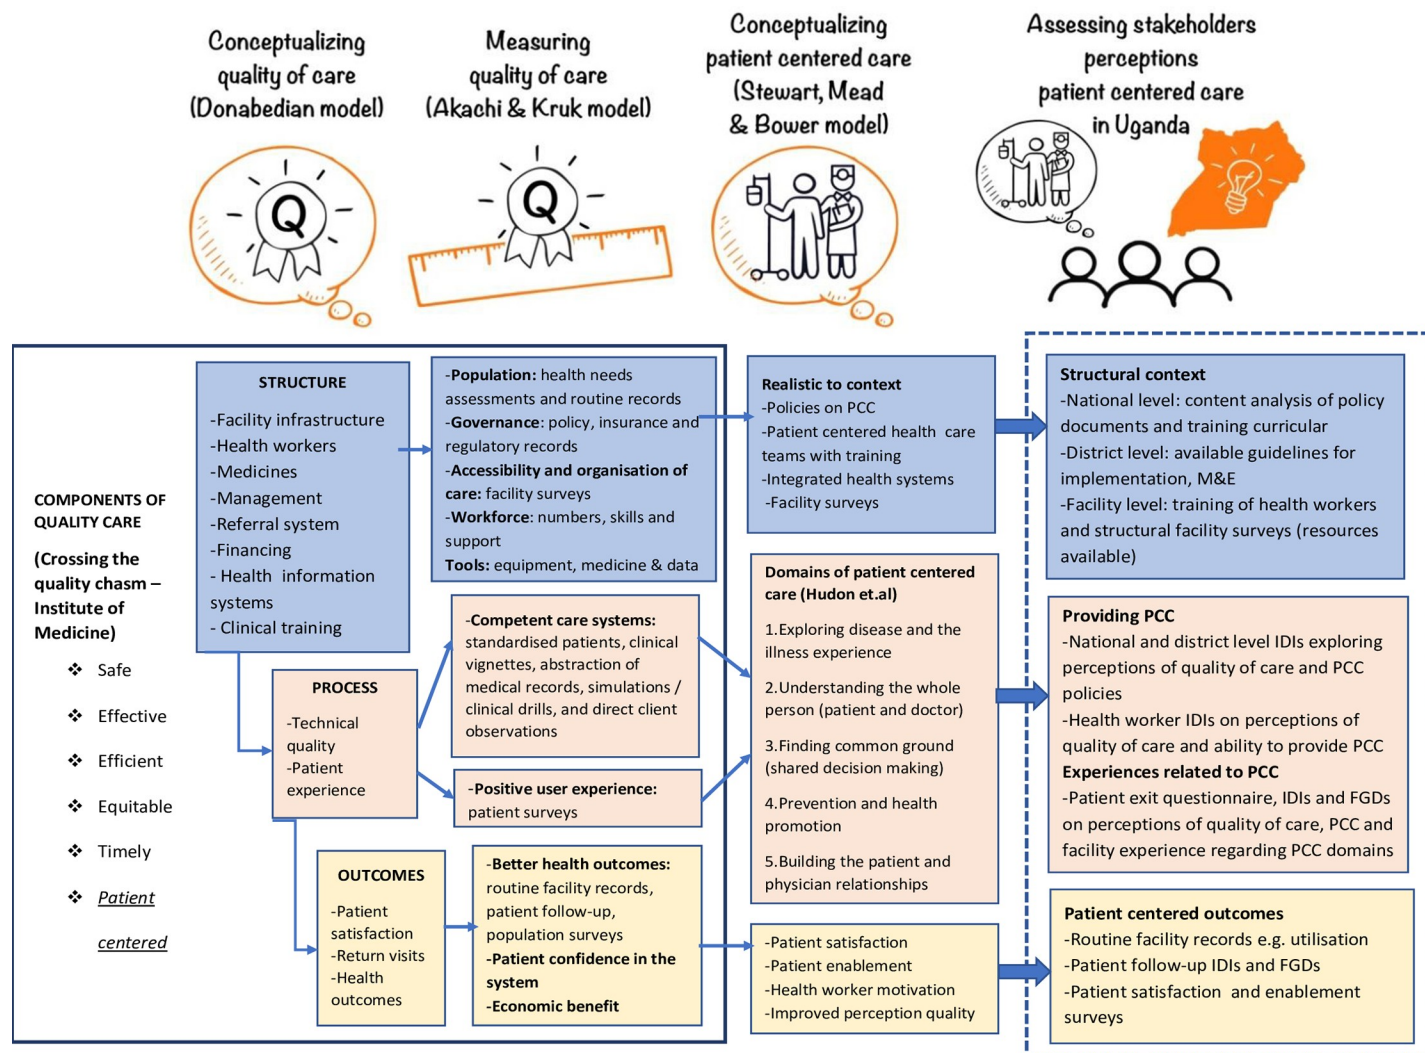 Conceptualizing
quality of care
(Donabedian model)
Measuring
quality of care
(Akachi & Kruk model)
Conceptualizing
patient centered care
(Stewart, Mead
& Bower model)
Assessing stakeholders
perceptions
patient centered care
in Uganda
Q
Q
COMPONENTS OF
QUALITY CARE
(Crossing the
quality chasm –
Institute of
Medicine)
❖ Safe
❖ Effective
❖ Efficient
❖ Equitable
❖ Timely
❖ Patient
centered
STRUCTURE
-Facility infrastructure
-Health workers
-Medicines
-Management
-Referral system
-Financing
- Health information
systems
- Clinical training
-Population: health needs
assessments and routine records
-Governance: policy, insurance and
regulatory records
-Accessibility and organisation of
care: facility surveys
-Workforce: numbers, skills and
support
Tools: equipment, medicine & data
Realistic to context
-Policies on PCC
-Patient centered health care
teams with training
-Integrated health systems
-Facility surveys
Structural context
-National level: content analysis of policy
documents and training curricular
-District level: available guidelines for
implementation, M&E
-Facility level: training of health workers
and structural facility surveys (resources
available)
PROCESS
-Technical
quality
-Patient
experience
-Competent care systems:
standardised patients, clinical
vignettes, abstraction of
medical records, simulations /
clinical drills, and direct client
observations
-Positive user experience:
patient surveys
Domains of patient centered
care (Hudon et.al)
1.Exploring disease and the
illness experience
2.Understanding the whole
person (patient and doctor)
3.Finding common ground
(shared decision making)
4.Prevention and health
promotion
5.Building the patient and
physician relationships
Providing PCC
-National and district level IDIs exploring
perceptions of quality of care and PCC
policies
-Health worker IDIs on perceptions of
quality of care and ability to provide PCC
Experiences related to PCC
-Patient exit questionnaire, IDIs and FGDs
on perceptions of quality of care, PCC and
facility experience regarding PCC domains
OUTCOMES
-Patient
satisfaction
-Return visits
-Health
outcomes
-Better health outcomes:
routine facility records,
patient follow-up,
population surveys
-Patient confidence in the
system
-Economic benefit
-Patient satisfaction
-Patient enablement
-Health worker motivation
-Improved perception quality
Patient centered outcomes
-Routine facility records e.g. utilisation
-Patient follow-up IDIs and FGDs
-Patient satisfaction and enablement
surveys